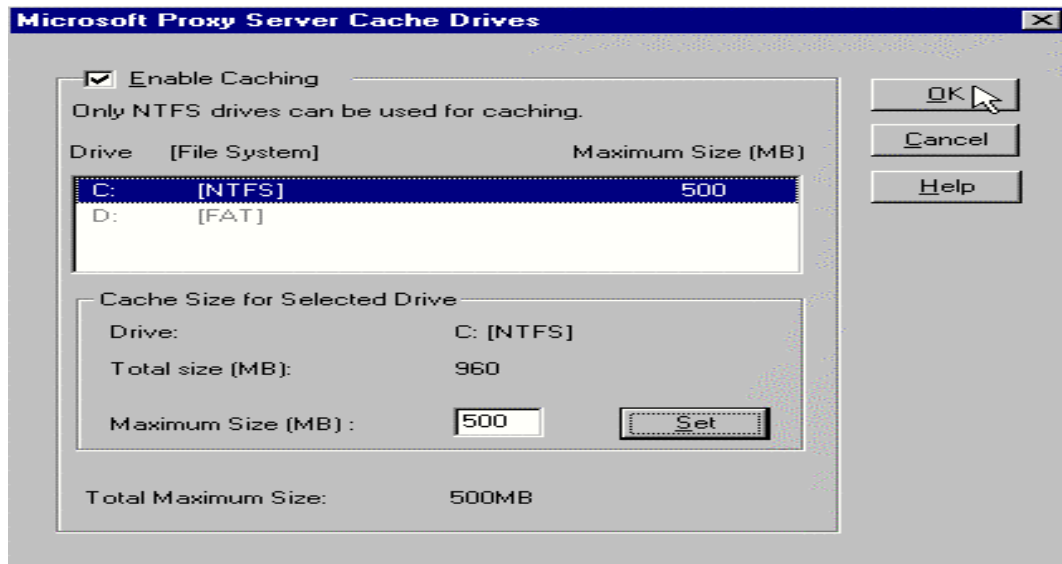 Microsoft Proxy Server Cache Drives
Enable Caching
OK
Only NTFS drives can be used for caching.
Cancel
Drive [File System] Maximum Size (MB)
Help
C: [NTFS] 500
D: [FAT]
Cache Size for Selected Drive
Drive: C: [NTFS]
Total size (MB): 960
Maximum Size (MB) : 500 Set
Total Maximum Size: 500MB